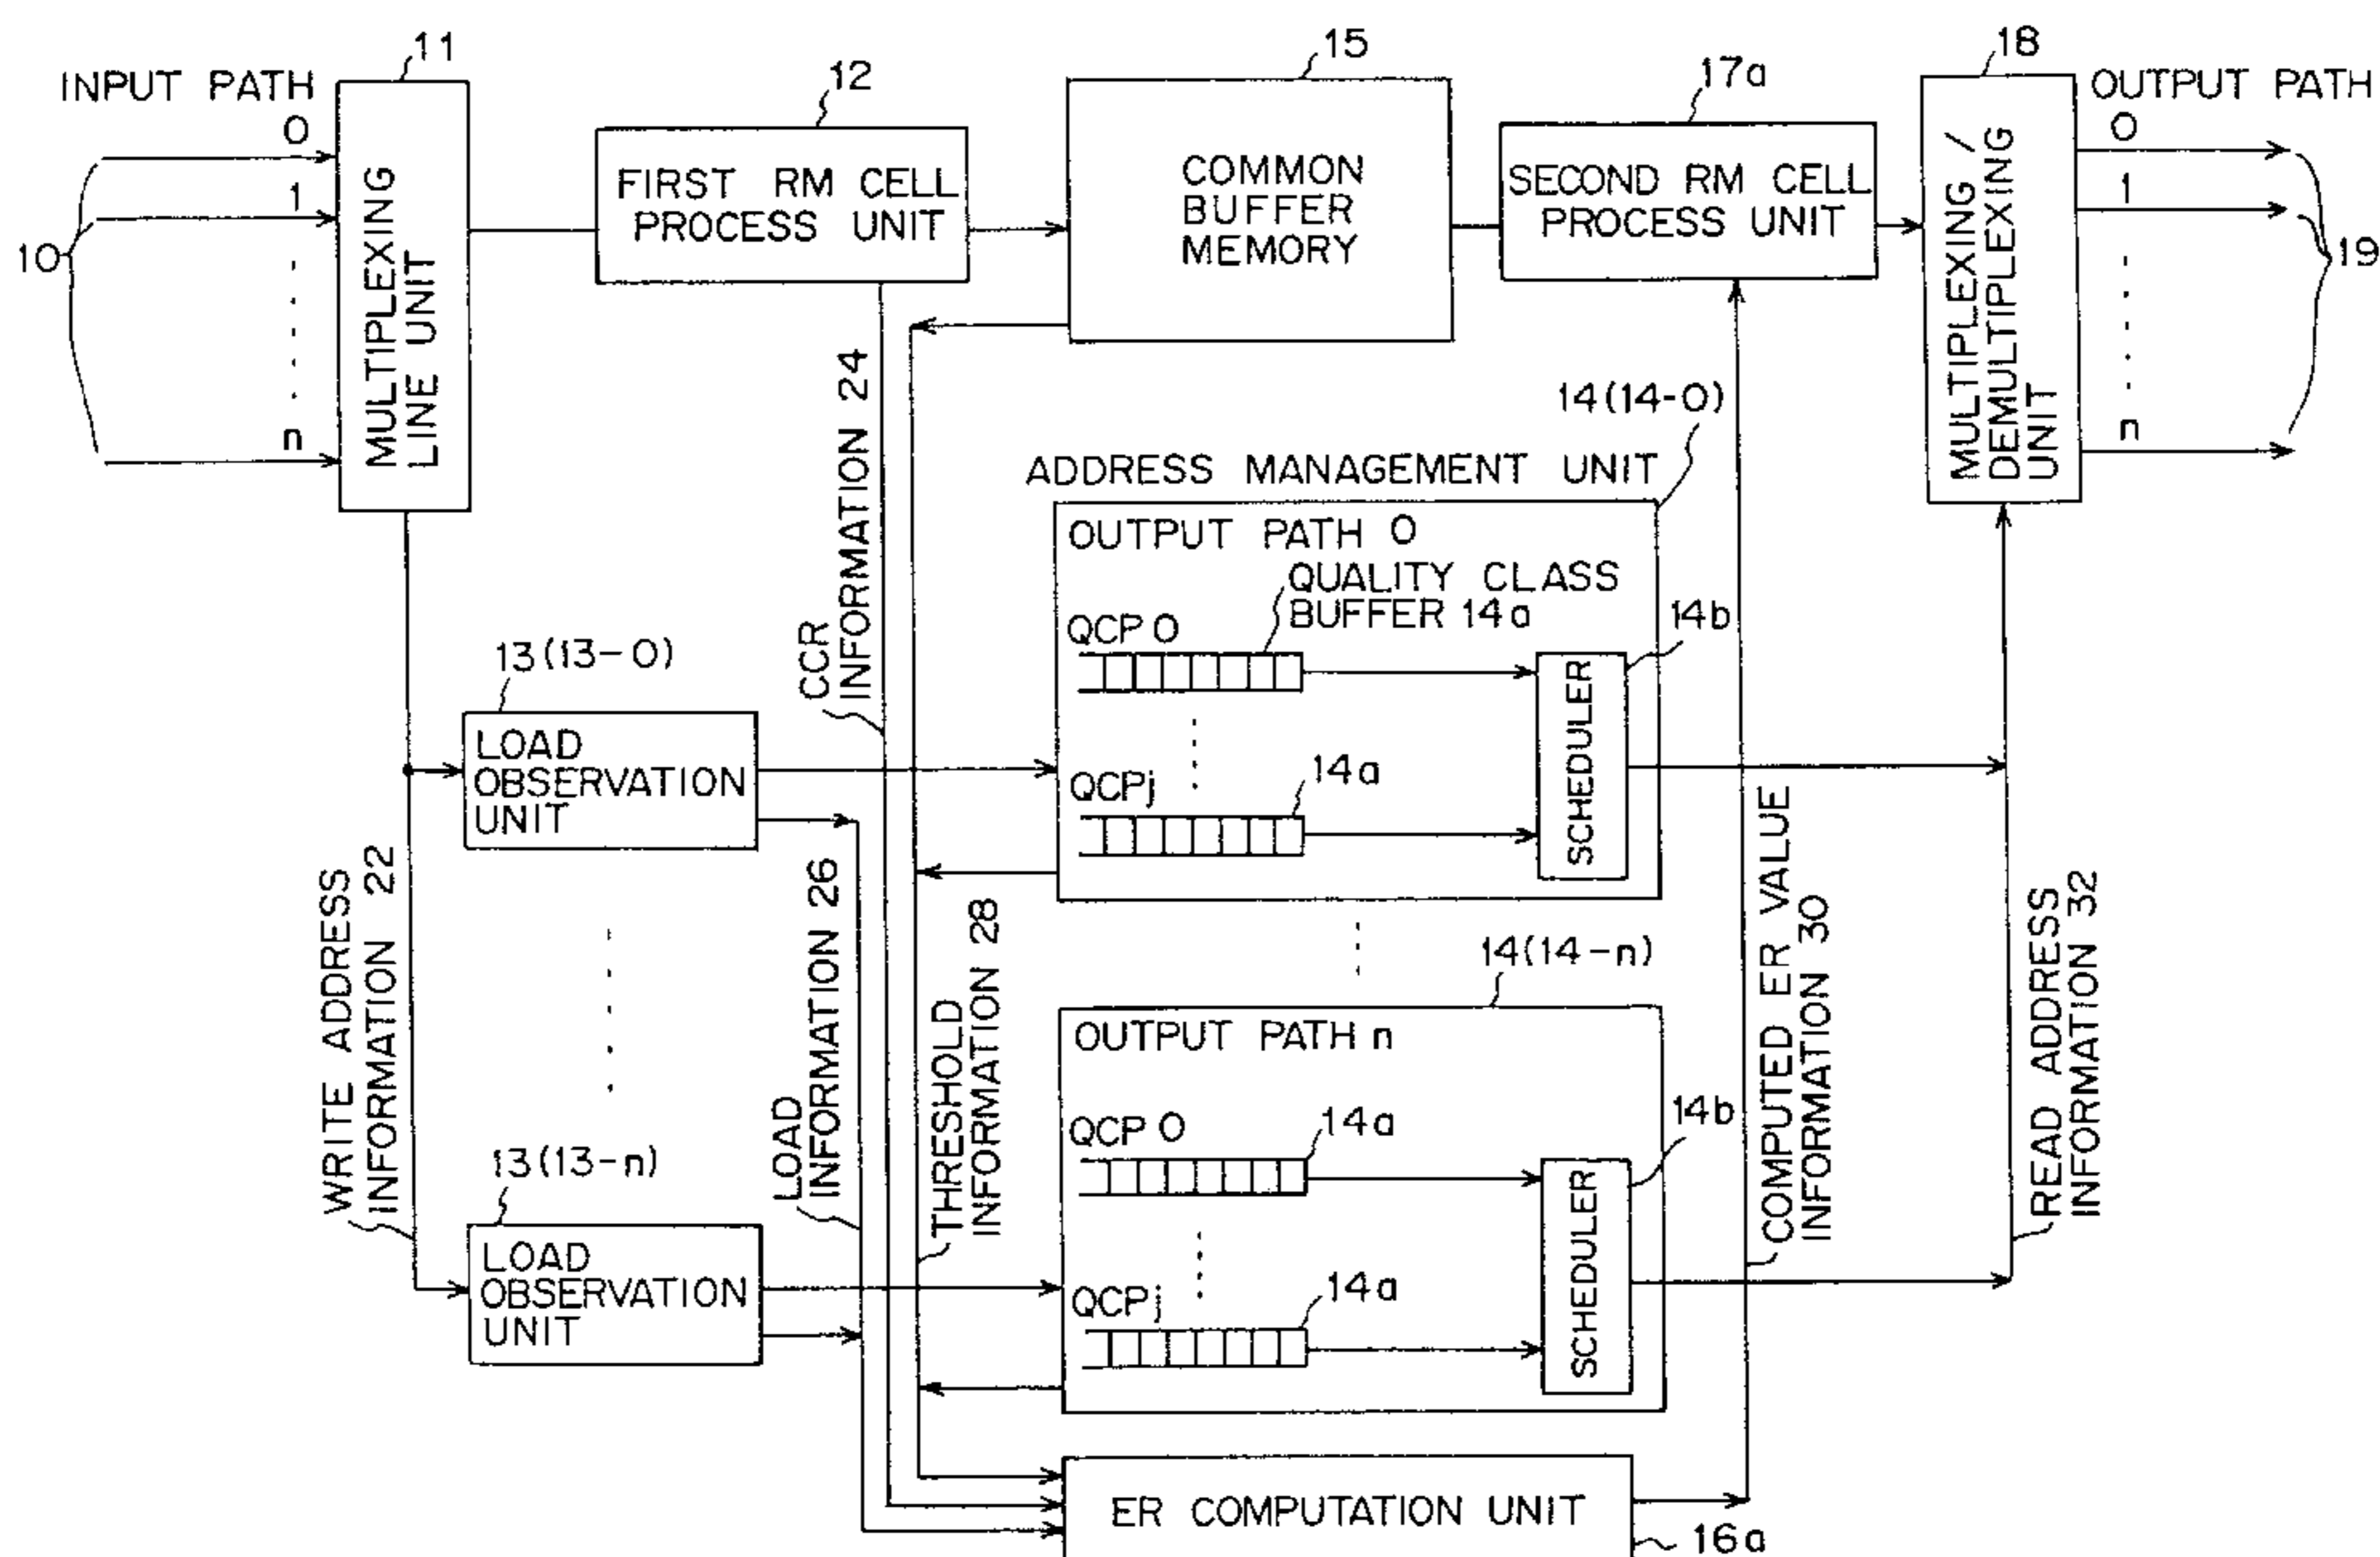 11
15
18
INPUT PATH
12
17a
OUTPUT PATH
0
1
n
10
MULTIPLEXING
LINE UNIT
FIRST RM CELL
PROCESS UNIT
COMMON
BUFFER
MEMORY
SECOND RM CELL
PROCESS UNIT
MULTIPLEXING /
DEMULTIPLEXING
UNIT
0
1
n
19
CCR
INFORMATION 24
14(14-0)
ADDRESS MANAGEMENT UNIT
OUTPUT PATH 0
QUALITY CLASS
BUFFER 14a
QCP 0
14b
SCHEDULER
QCPj
14a
13(13-0)
LOAD
OBSERVATION
UNIT
WRITE ADDRESS
INFORMATION 22
LOAD
INFORMATION 26
THRESHOLD
INFORMATION 28
COMPUTED ER VALUE
INFORMATION 30
READ ADDRESS
INFORMATION 32
14(14-n)
OUTPUT PATH n
QCP 0
14a
14b
SCHEDULER
QCPj
14a
13(13-n)
LOAD
OBSERVATION
UNIT
ER COMPUTATION UNIT
16a